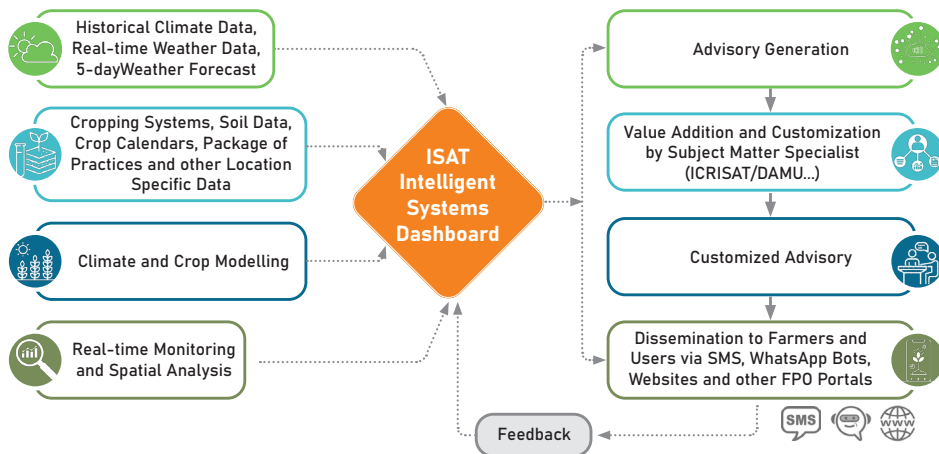 Historical Climate Data,
Real-time Weather Data,
5-dayWeather Forecast
Cropping Systems, Soil Data,
Crop Calendars, Package of
Practices and other Location
Specific Data
Climate and Crop Modelling
Real-time Monitoring
and Spatial Analysis
ISAT
Intelligent
Systems
Dashboard
Advisory Generation
Value Addition and Customization
by Subject Matter Specialist
(ICRISAT/DAMU...)
Customized Advisory
Dissemination to Farmers and
Users via SMS, WhatsApp Bots,
Websites and other FPO Portals
SMS
WWW
Feedback